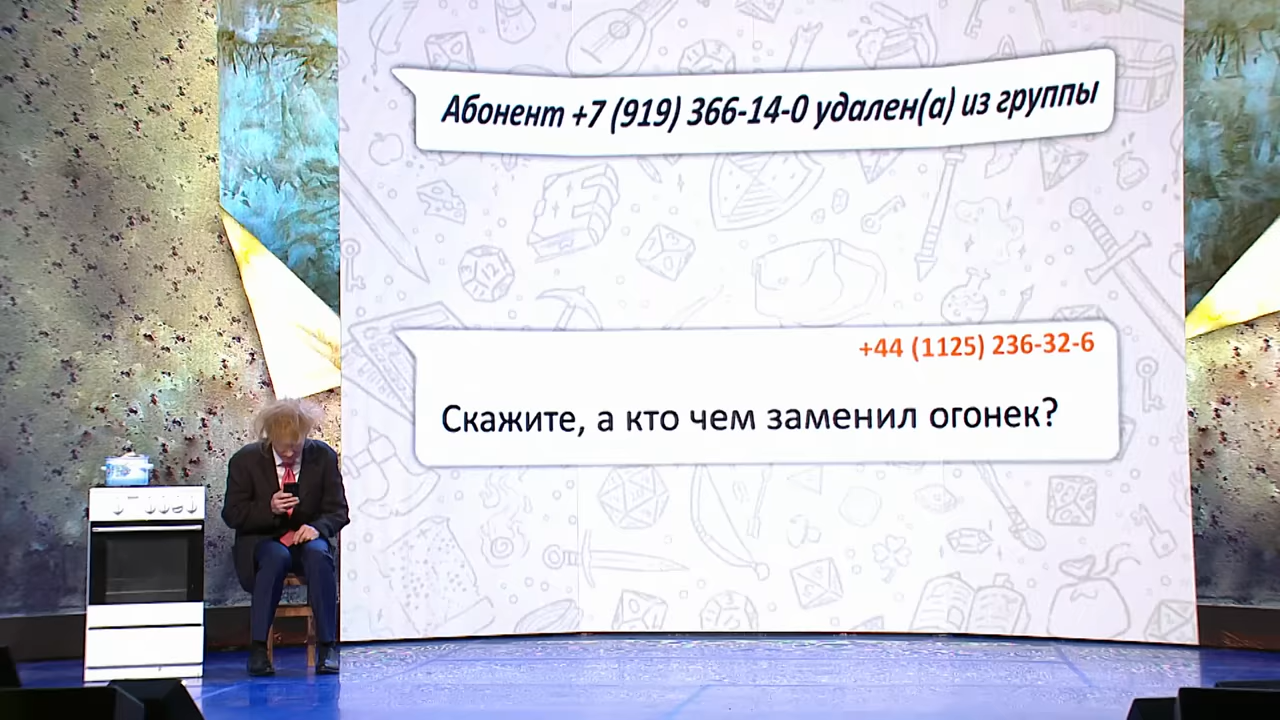 Абонент +7 (919) 366-14-0 удален(а) из группы
+44 (1125) 236-32-6
Скажите, а кто чем заменил огонек?